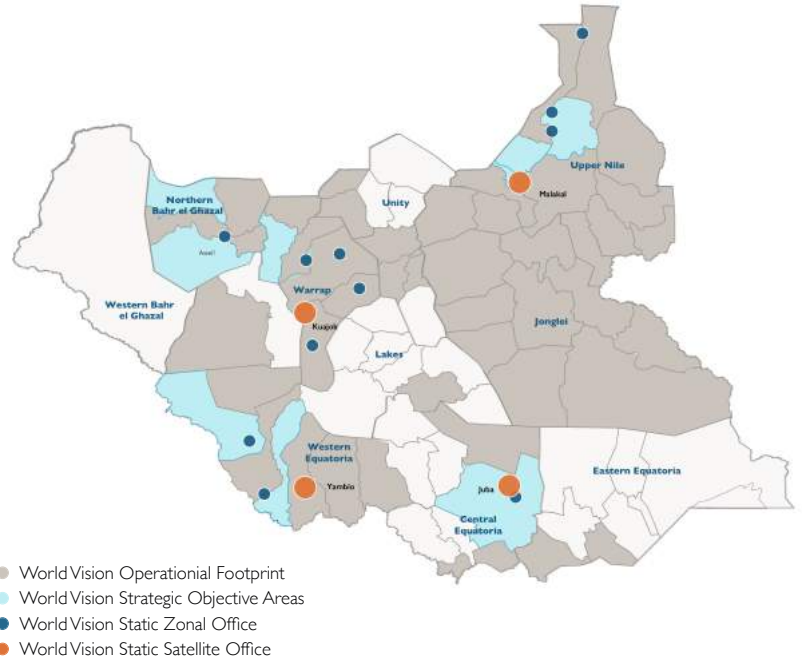 Upper Nile
Malakal
Northern
Bahr el Ghazal
Unity
Aweil
Warrap
Western Bahr
el Ghazal
Kuajok
Jonglei
Lakes
Western
Equatoria
Yambio
Juba
Eastern Equatoria
Central
Equatoria
World Vision Operationial Footprint
World Vision Strategic Objective Areas
World Vision Static Zonal Office
World Vision Static Satellite Office